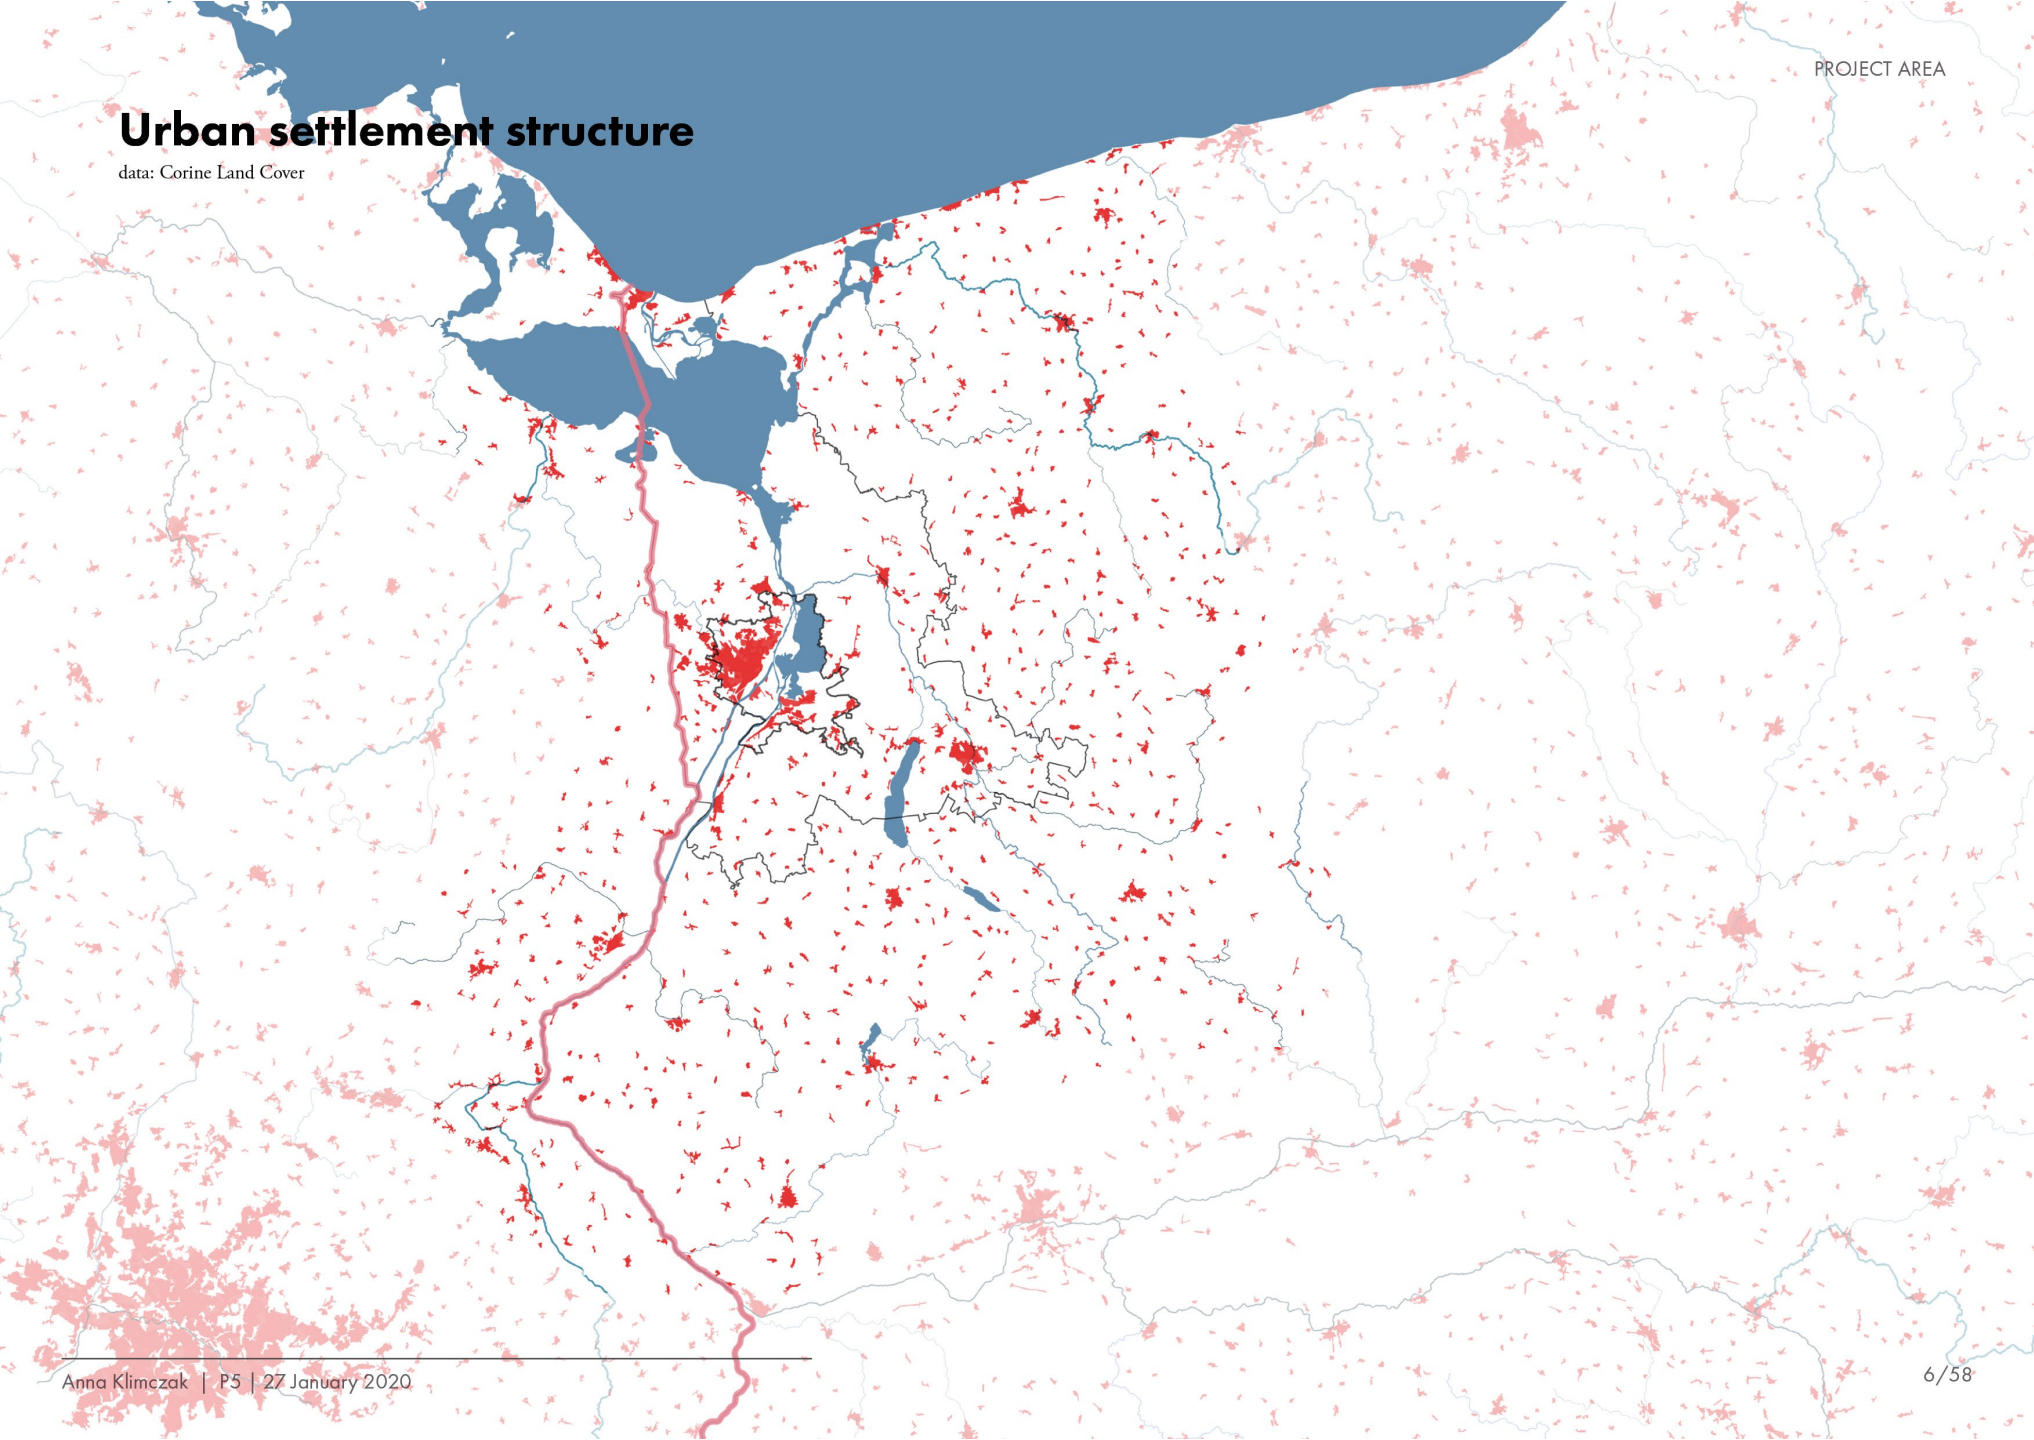 PROJECT AREA
Urban settlement structure
data: Corine Land Cover
Anna Klimczak | P5 | 27 January 2020
6/58